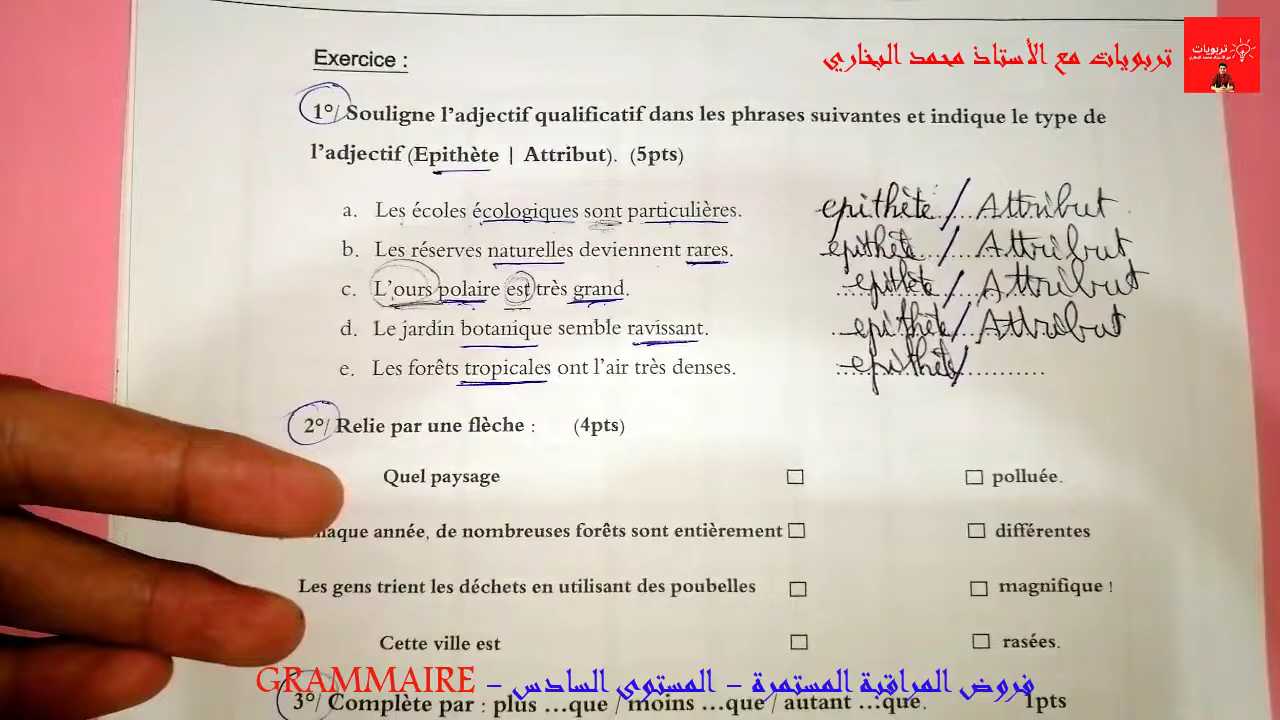 تربويات مع الأستاذ محمد البخاري
تربويات
Exercice :
1°/ Souligne l'adjectif qualificatif dans les phrases suivantes et indique le type de
l'adjectif (Epithète | Attribut). (5pts)
a. Les écoles écologiques sont particulières. epithète / Attribut
b. Les réserves naturelles deviennent rares. epithète / Attribut
c. L'ours polaire est très grand. epithète / Attribut
d. Le jardin botanique semble ravissant. epithète / Attribut
e. Les forêts tropicales ont l'air très denses. epithète /
2°/ Relie par une flèche : (4pts)
Quel paysage □ □ polluée.
haque année, de nombreuses forêts sont entièrement □ □ différentes
Les gens trient les déchets en utilisant des poubelles □ □ magnifique !
Cette ville est □ □ rasées.
GRAMMAIRE – فروض المراقبة المستمرة – المستوى السادس
3°/ Complète par : plus ...que / moins ...que / autant ...que. 1pts